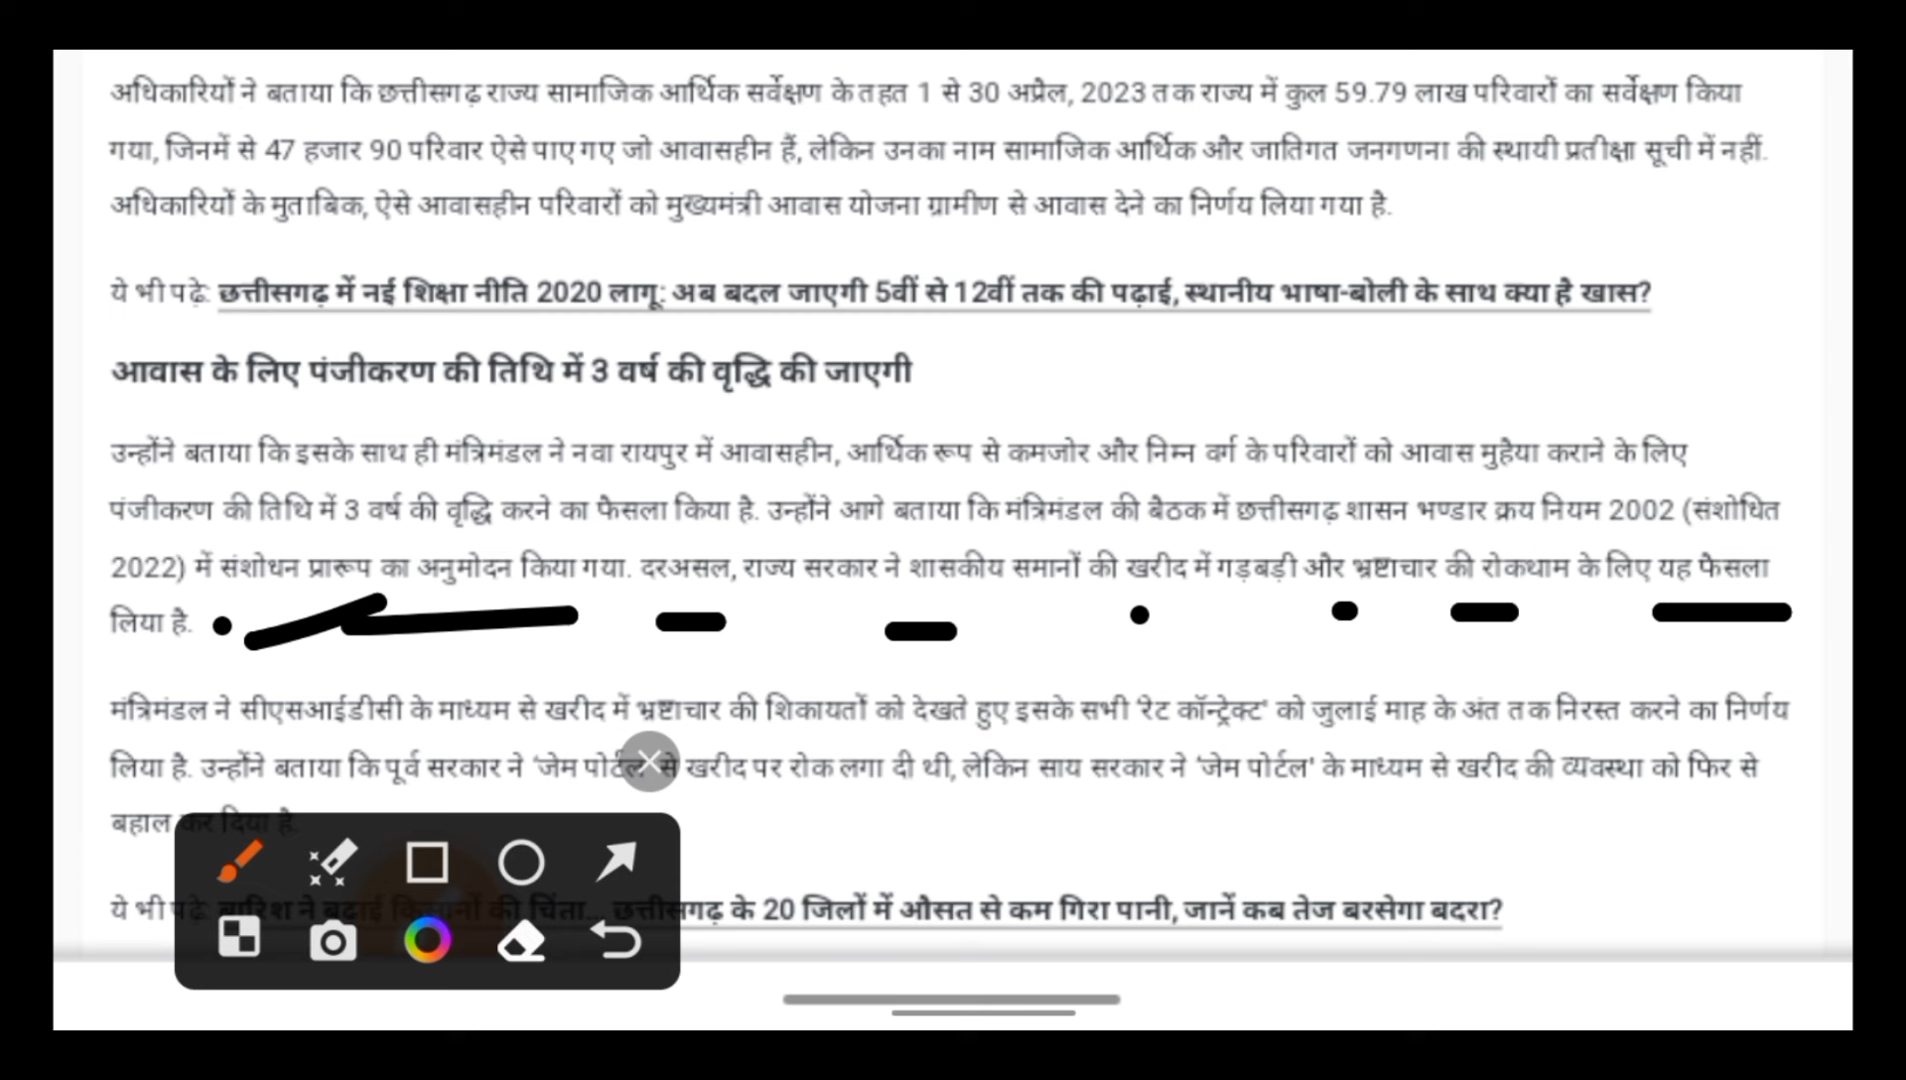 अधिकारियों ने बताया कि छत्तीसगढ़ राज्य सामाजिक आर्थिक सर्वेक्षण के तहत 1 से 30 अप्रैल, 2023 तक राज्य में कुल 59.79 लाख परिवारों का सर्वेक्षण किया
गया, जिनमें से 47 हजार 90 परिवार ऐसे पाए गए जो आवासहीन हैं, लेकिन उनका नाम सामाजिक आर्थिक और जातिगत जनगणना की स्थायी प्रतीक्षा सूची में नहीं.
अधिकारियों के मुताबिक, ऐसे आवासहीन परिवारों को मुख्यमंत्री आवास योजना ग्रामीण से आवास देने का निर्णय लिया गया है.
ये भी पढ़ें: छत्तीसगढ़ में नई शिक्षा नीति 2020 लागू: अब बदल जाएगी 5वीं से 12वीं तक की पढ़ाई, स्थानीय भाषा-बोली के साथ क्या है खास?
आवास के लिए पंजीकरण की तिथि में 3 वर्ष की वृद्धि की जाएगी
उन्होंने बताया कि इसके साथ ही मंत्रिमंडल ने नवा रायपुर में आवासहीन, आर्थिक रूप से कमजोर और निम्न वर्ग के परिवारों को आवास मुहैया कराने के लिए
पंजीकरण की तिथि में 3 वर्ष की वृद्धि करने का फैसला किया है. उन्होंने आगे बताया कि मंत्रिमंडल की बैठक में छत्तीसगढ़ शासन भण्डार क्रय नियम 2002 (संशोधित
2022) में संशोधन प्रारूप का अनुमोदन किया गया. दरअसल, राज्य सरकार ने शासकीय समानों की खरीद में गड़बड़ी और भ्रष्टाचार की रोकथाम के लिए यह फैसला
लिया है.
मंत्रिमंडल ने सीएसआईडीसी के माध्यम से खरीद में भ्रष्टाचार की शिकायतों को देखते हुए इसके सभी 'रेट कॉन्ट्रेक्ट' को जुलाई माह के अंत तक निरस्त करने का निर्णय
लिया है. उन्होंने बताया कि पूर्व सरकार ने 'जेम पोर्टल' से खरीद पर रोक लगा दी थी, लेकिन साय सरकार ने 'जेम पोर्टल' के माध्यम से खरीद की व्यवस्था को फिर से
बहाल कर दिया है.
ये भी पढ़ें: बारिश ने बढ़ाई किसानों की चिंता... छत्तीसगढ़ के 20 जिलों में औसत से कम गिरा पानी, जानें कब तेज बरसेगा बदरा?